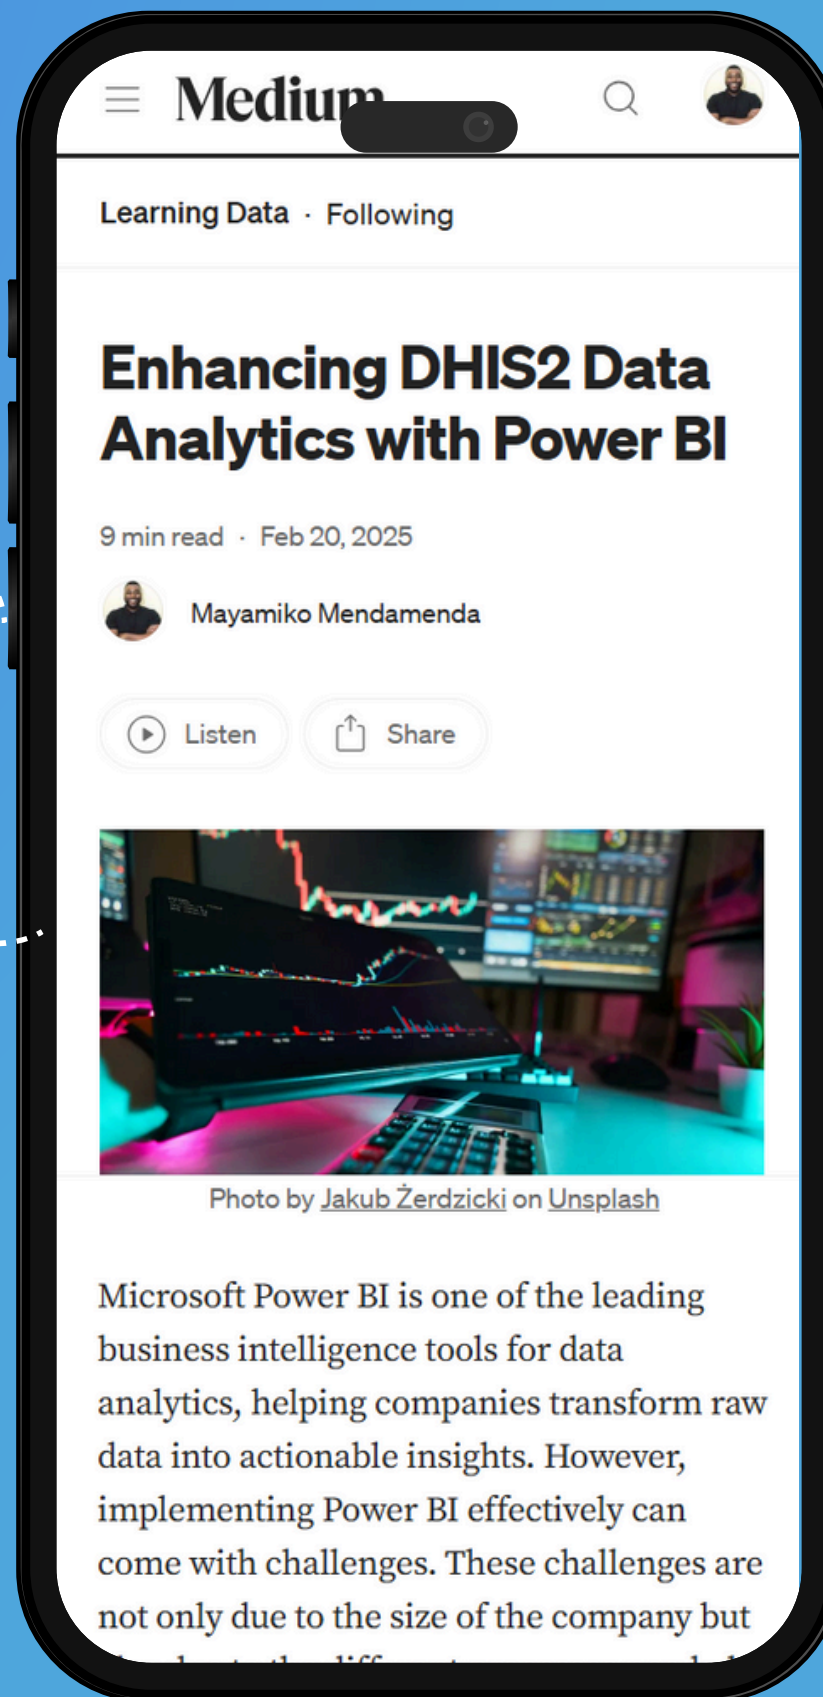 Medium
Learning Data · Following
Enhancing DHIS2 Data
Analytics with Power BI
9 min read · Feb 20, 2025
Mayamiko Mendamenda
Listen
Share
Photo by Jakub Żerdzicki on Unsplash
Microsoft Power BI is one of the leading
business intelligence tools for data
analytics, helping companies transform raw
data into actionable insights. However,
implementing Power BI effectively can
come with challenges. These challenges are
not only due to the size of the company but